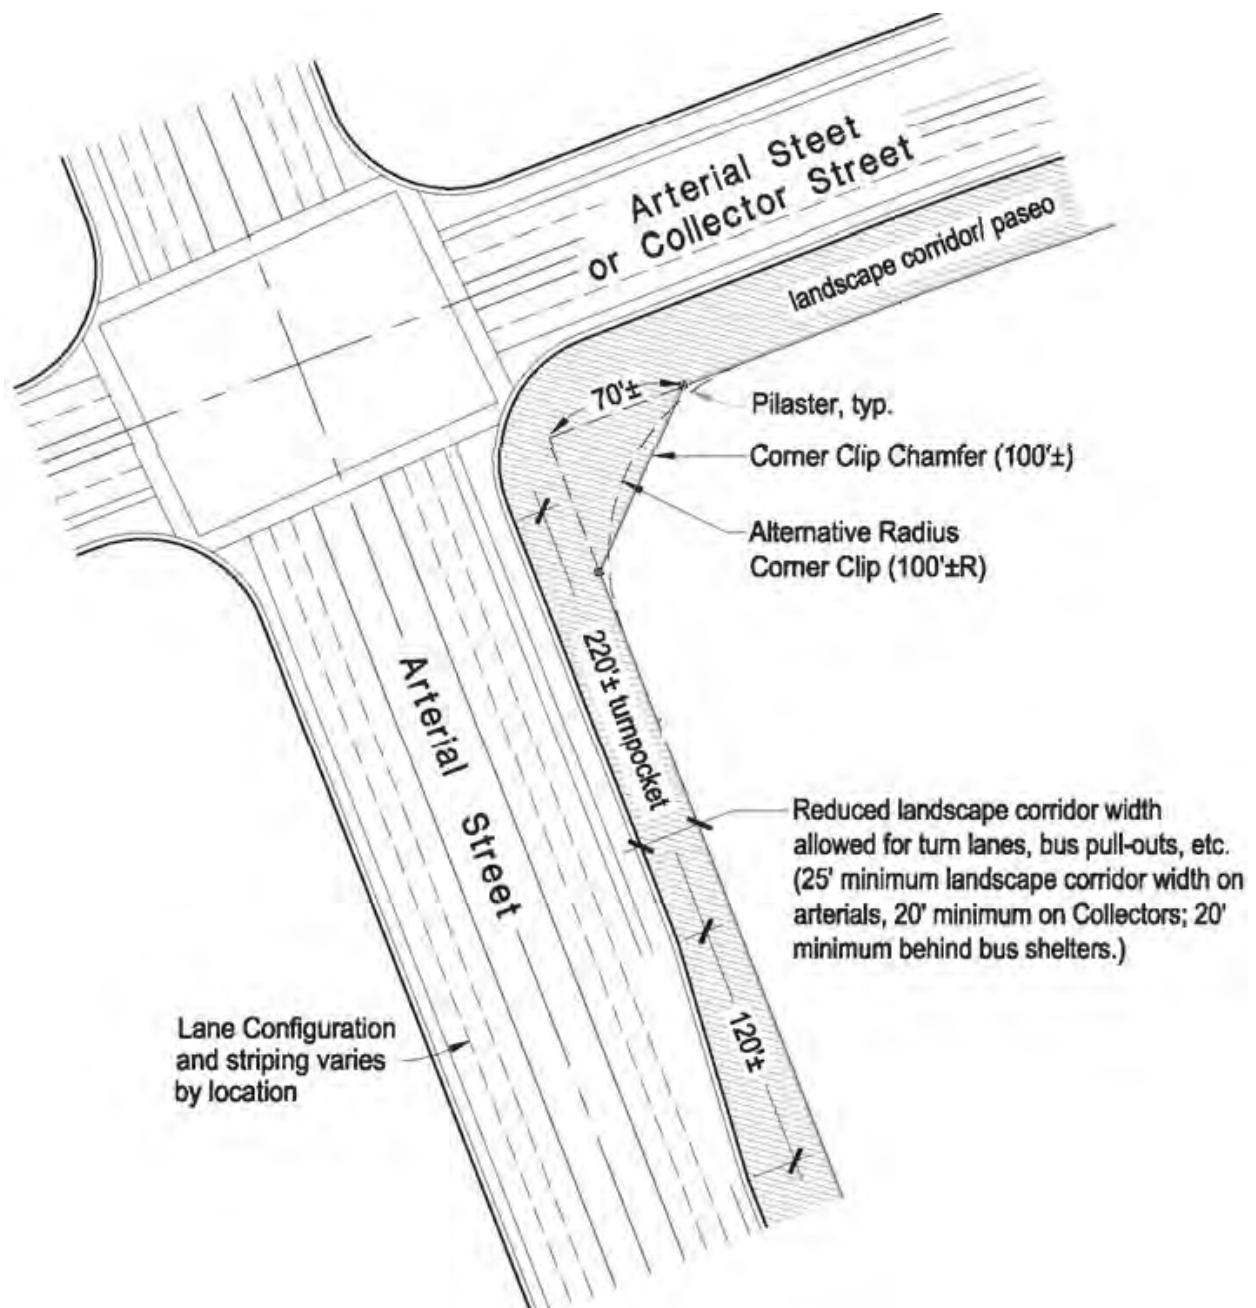 Arterial Steet
or Collector Street
landscape corridor/ paseo
70'±
Pilaster, typ.
Corner Clip Chamfer (100'±)
Alternative Radius
Corner Clip (100'±R)
220'± turnpocket
Arterial Street
Reduced landscape corridor width
allowed for turn lanes, bus pull-outs, etc.
(25' minimum landscape corridor width on
arterials, 20' minimum on Collectors; 20'
minimum behind bus shelters.)
120'±
Lane Configuration
and striping varies
by location